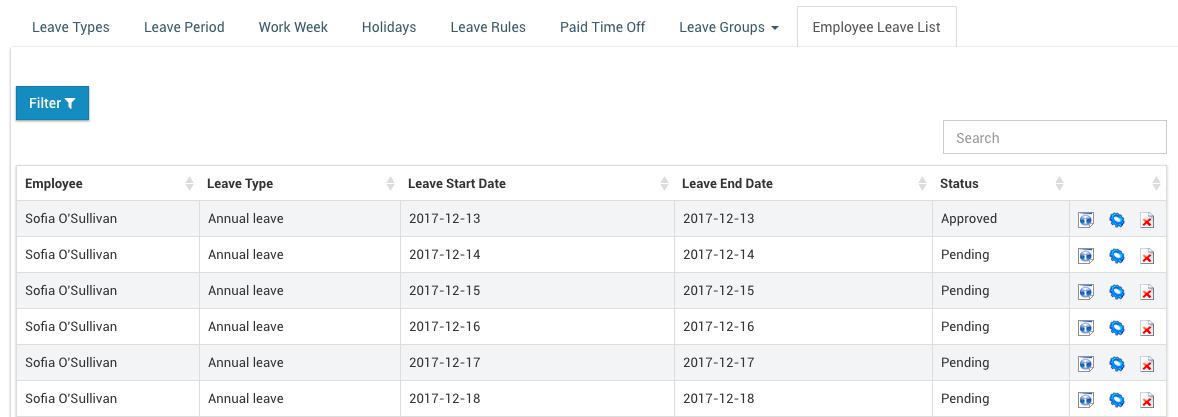 Leave Types Leave Period Work Week Holidays Leave Rules Paid Time Off Leave Groups Employee Leave List
Filter
Search
Employee Leave Type Leave Start Date Leave End Date Status
Sofia O'Sullivan Annual leave 2017-12-13 2017-12-13 Approved
Sofia O'Sullivan Annual leave 2017-12-14 2017-12-14 Pending
Sofia O'Sullivan Annual leave 2017-12-15 2017-12-15 Pending
Sofia O'Sullivan Annual leave 2017-12-16 2017-12-16 Pending
Sofia O'Sullivan Annual leave 2017-12-17 2017-12-17 Pending
Sofia O'Sullivan Annual leave 2017-12-18 2017-12-18 Pending